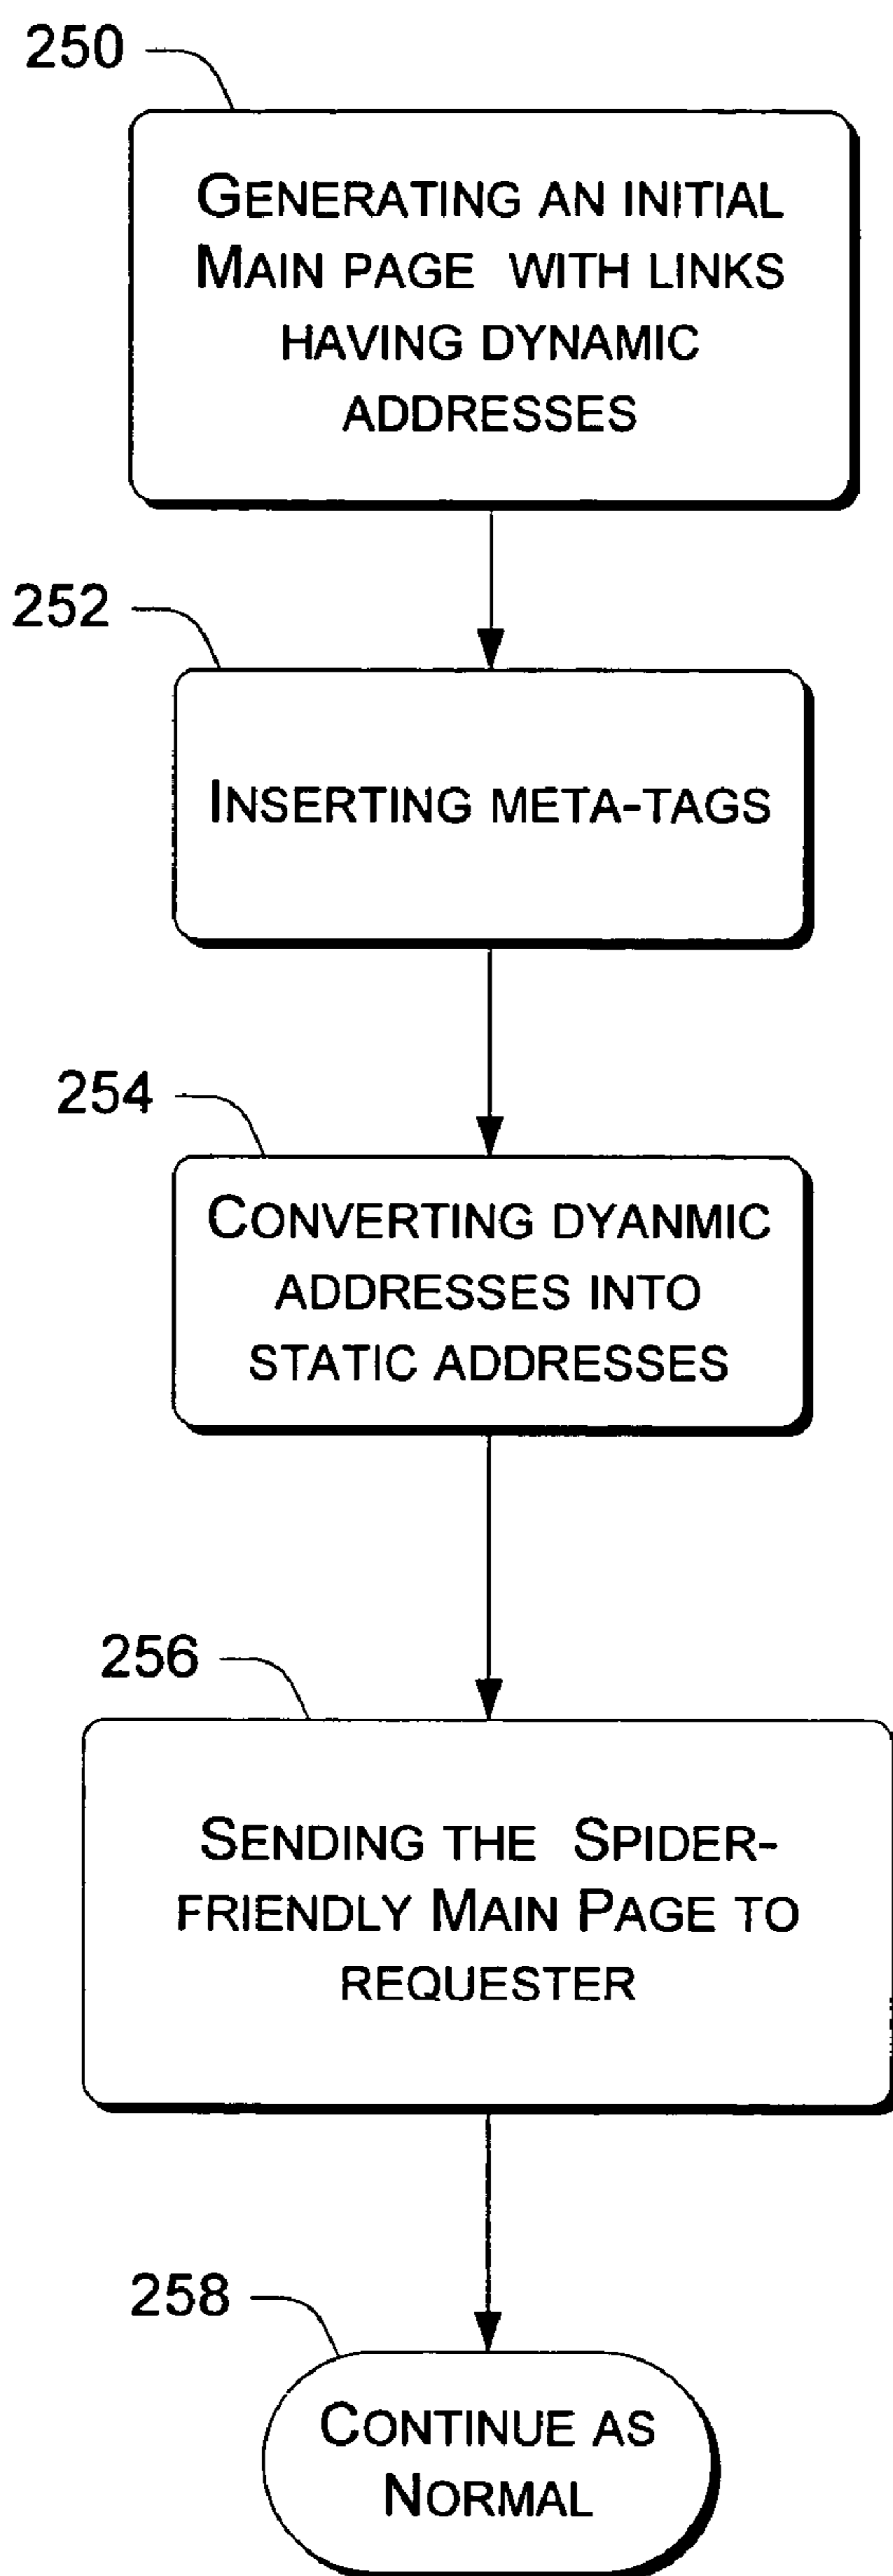 250
GENERATING AN INITIAL
MAIN PAGE WITH LINKS
HAVING DYNAMIC
ADDRESSES
252
INSERTING META-TAGS
254
CONVERTING DYANMIC
ADDRESSES INTO
STATIC ADDRESSES
256
SENDING THE SPIDER-
FRIENDLY MAIN PAGE TO
REQUESTER
258
CONTINUE AS
NORMAL